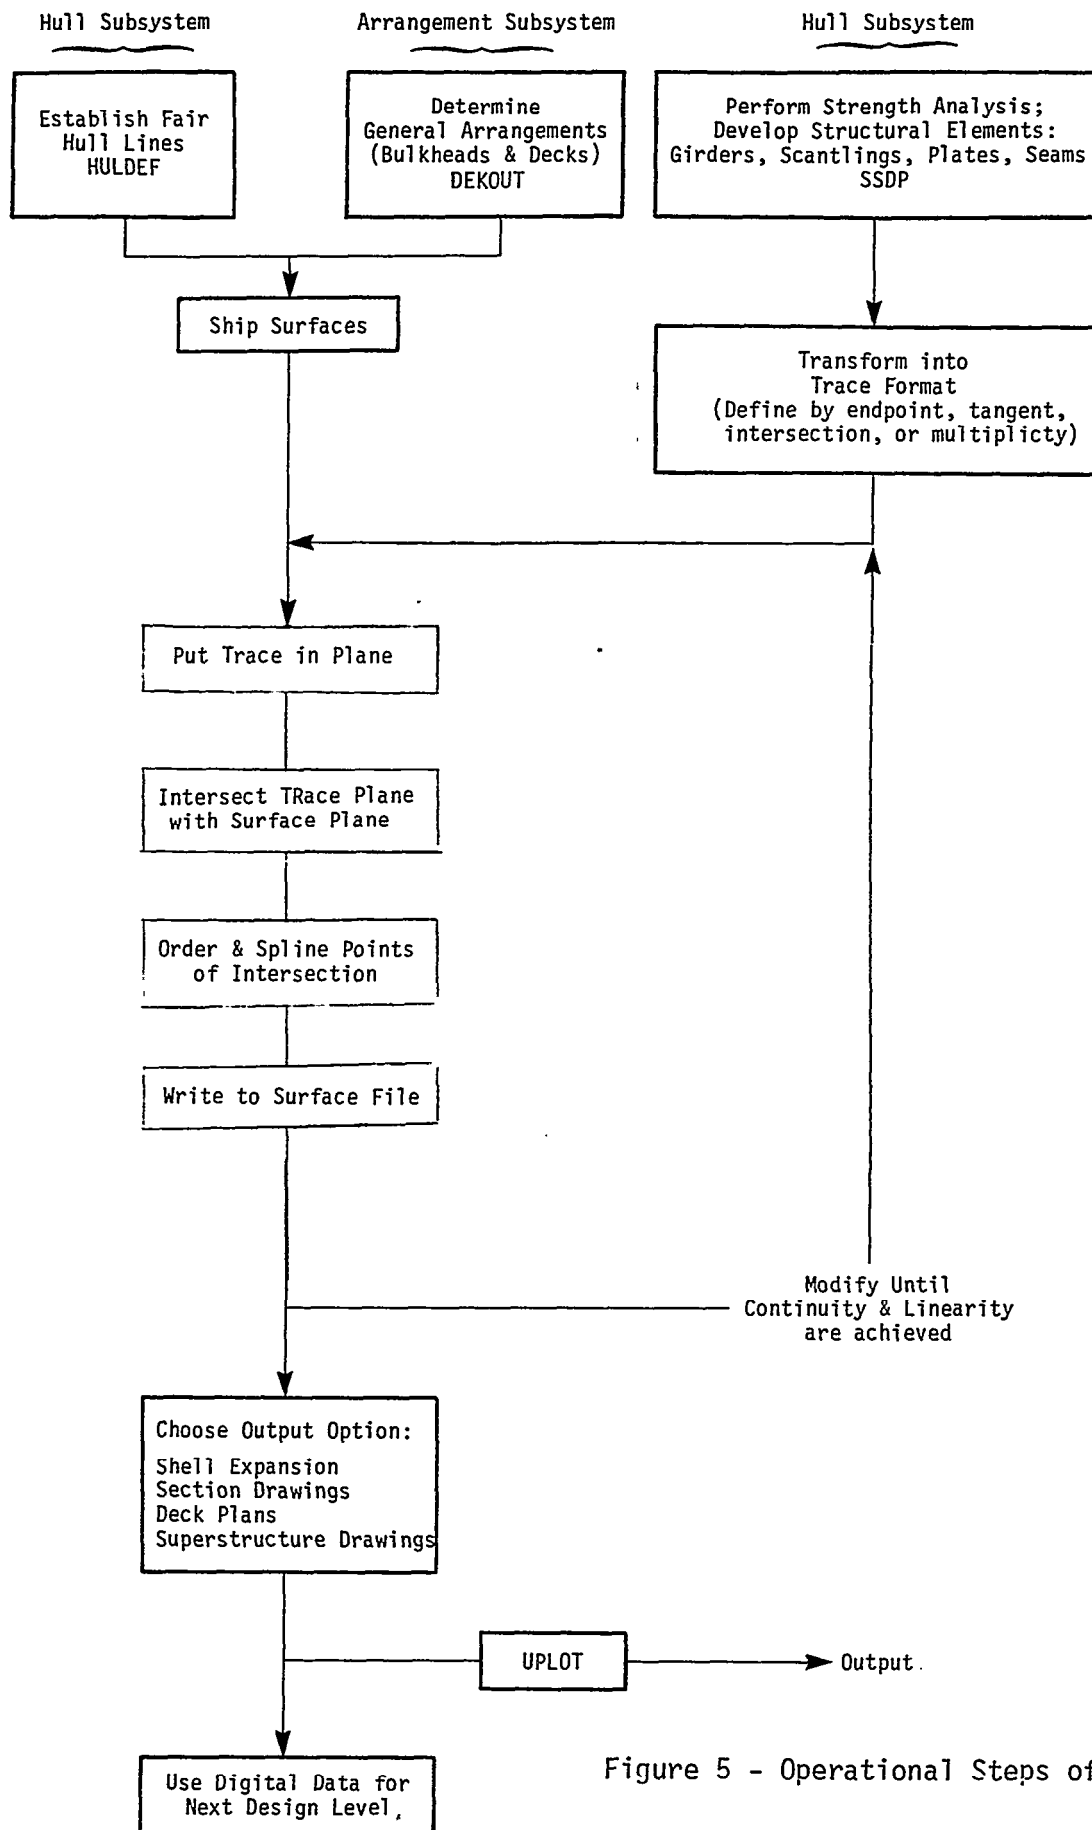 Hull Subsystem
Arrangement Subsystem
Hull Subsystem
Establish Fair
Hull Lines
HULDEF
Determine
General Arrangements
(Bulkheads & Decks)
DEKOUT
Perform Strength Analysis;
Develop Structural Elements:
Girders, Scantlings, Plates, Seams
SSDP
Ship Surfaces
Transform into
Trace Format
(Define by endpoint, tangent,
intersection, or multiplicty)
Put Trace in Plane
Intersect TRace Plane
with Surface Plane
Order & Spline Points
of Intersection
Write to Surface File
Modify Until
Continuity & Linearity
are achieved
Choose Output Option:
Shell Expansion
Section Drawings
Deck Plans
Superstructure Drawings
UPLOT
Output.
Use Digital Data for
Next Design Level,
Figure 5 - Operational Steps of